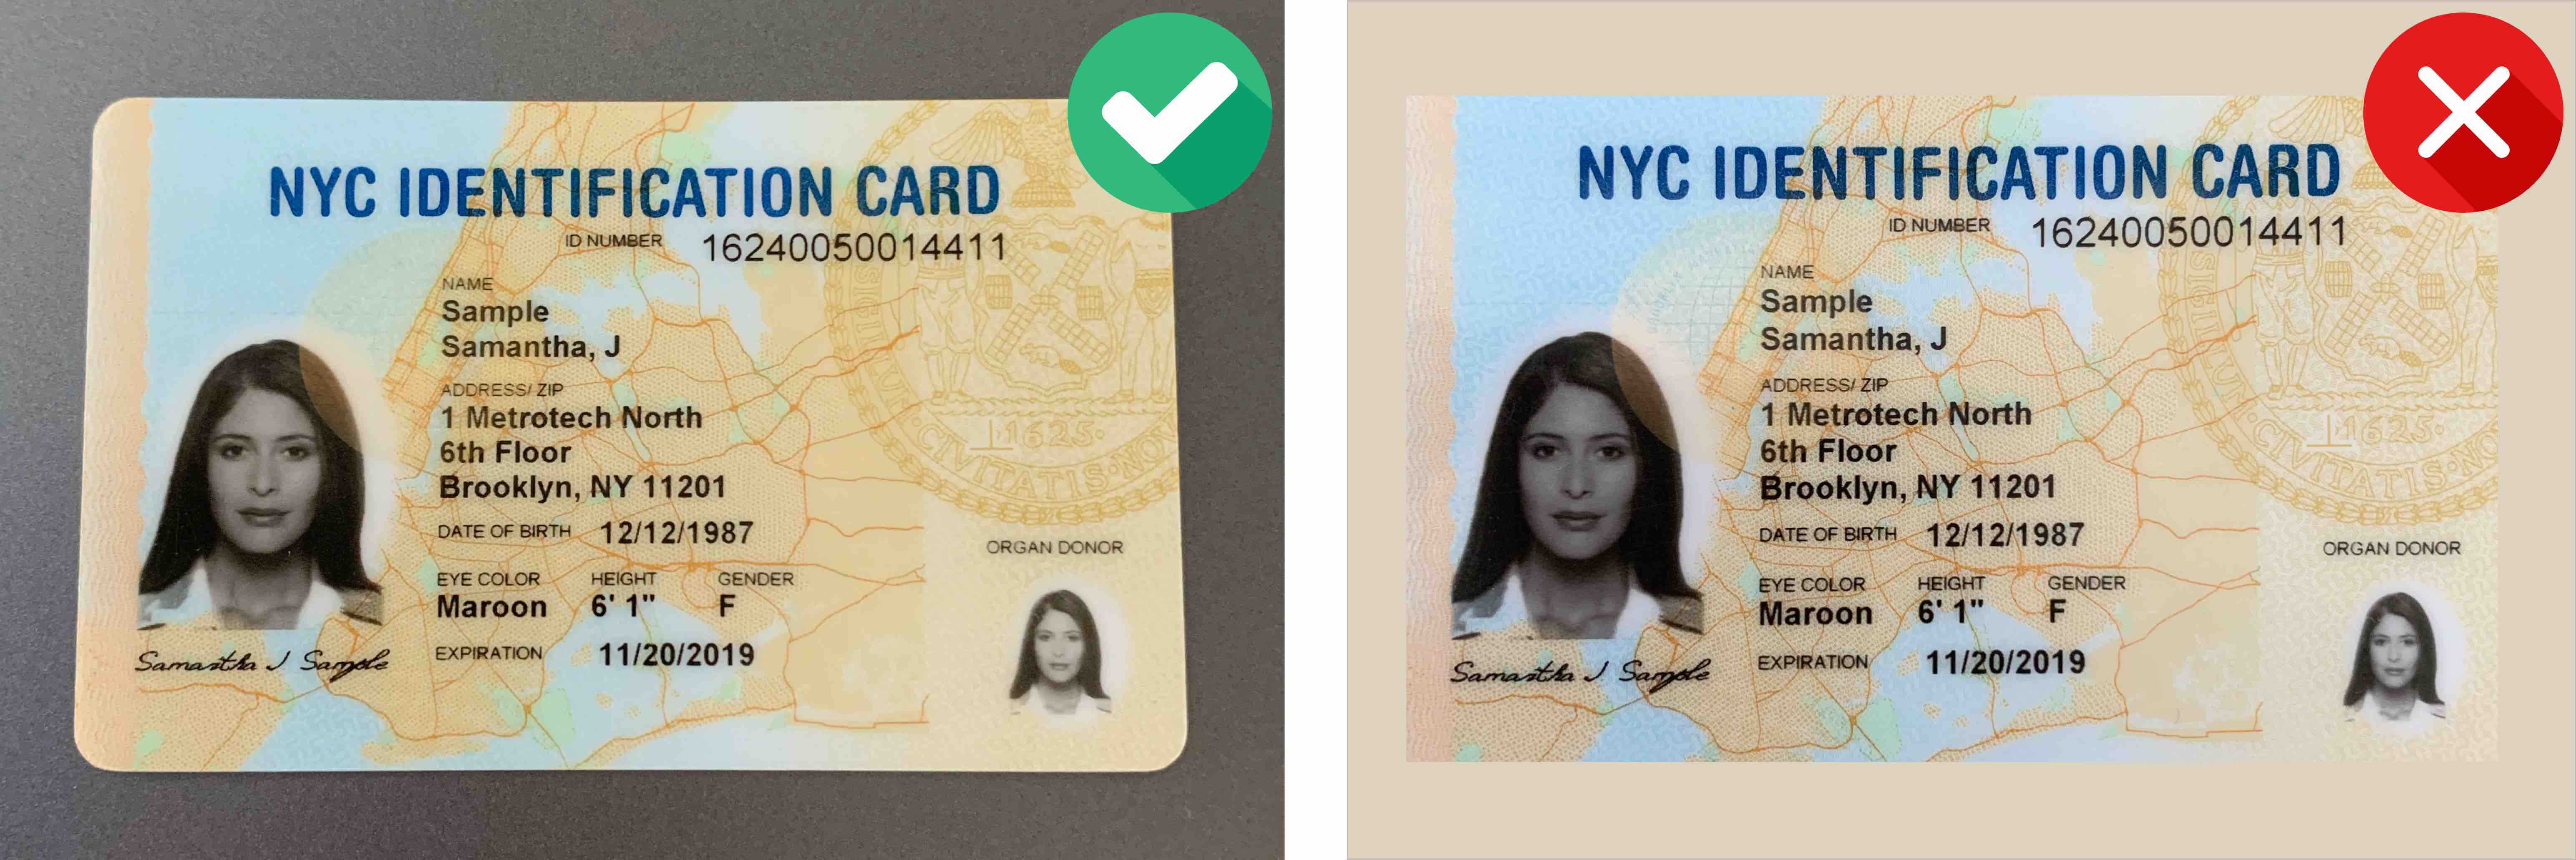 NYC IDENTIFICATION CARD
ID NUMBER 16240050014411
NAME
Sample
Samantha, J
ADDRESS/ ZIP
1 Metrotech North
6th Floor
Brooklyn, NY 11201
DATE OF BIRTH 12/12/1987
EYE COLOR HEIGHT GENDER
Maroon 6' 1" F
EXPIRATION 11/20/2019
Samantha J Sample
ORGAN DONOR
1625
CIVITATIS
NYC IDENTIFICATION CARD
ID NUMBER 16240050014411
NAME
Sample
Samantha, J
ADDRESS/ ZIP
1 Metrotech North
6th Floor
Brooklyn, NY 11201
DATE OF BIRTH 12/12/1987
EYE COLOR HEIGHT GENDER
Maroon 6' 1" F
EXPIRATION 11/20/2019
Samantha J Sample
ORGAN DONOR
1625
CIVITATIS